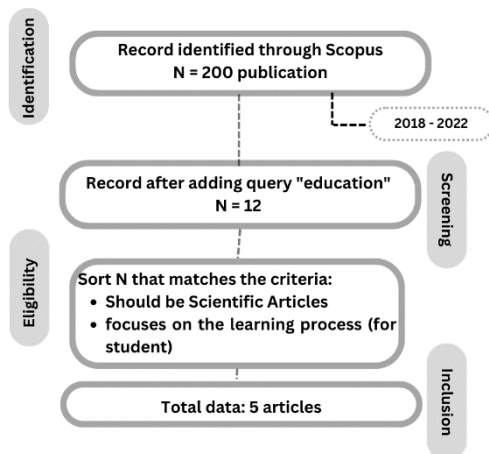 Identification
Record identified through Scopus
N = 200 publication
2018 - 2022
Record after adding query "education"
N = 12
Screening
Eligibility
Sort N that matches the criteria:
• Should be Scientific Articles
• focuses on the learning process (for
student)
Inclusion
Total data: 5 articles